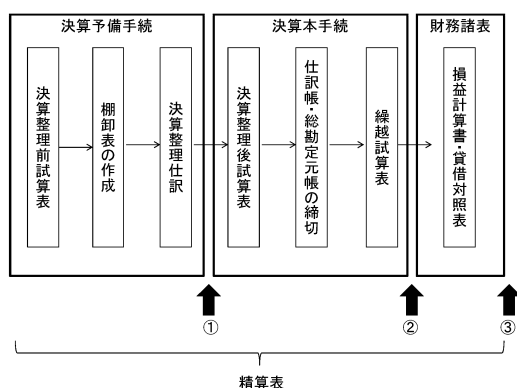 決算予備手続
決算本手続
財務諸表
決算整理前試算表
棚卸表の作成
決算整理仕訳
決算整理後試算表
仕訳帳・総勘定元帳の締切
繰越試算表
損益計算書・貸借対照表
①
②
③
精算表